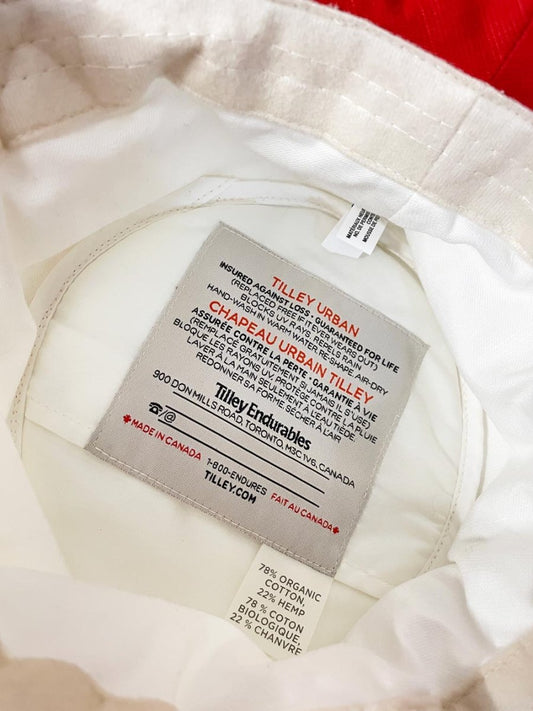 TILLEY URBAN
INSURED AGAINST LOSS · GUARANTEED FOR LIFE
(REPLACED FREE IF IT EVER WEARS OUT)
BLOCKS UV RAYS, REPELS RAIN
HAND-WASH IN WARM WATER, RE-SHAPE, AIR-DRY
CHAPEAU URBAIN TILLEY
ASSURÉE CONTRE LA PERTE · GARANTIE À VIE
(REMPLACÉ GRATUITEMENT SI JAMAIS IL S'USE)
BLOQUE LES RAYONS UV, PROTÈGE CONTRE LA PLUIE
LAVER À LA MAIN SEULEMENT À L'EAU TIÈDE
REDONNER SA FORME SÉCHER À L'AIR
Tilley Endurables
900 DON MILLS ROAD, TORONTO, M3C 1V6, CANADA
@
MADE IN CANADA
1-800-ENDURES
FAIT AU CANADA
TILLEY.COM
78% ORGANIC
COTTON,
22% HEMP
78 % COTON
BIOLOGIQUE,
22 % CHANVRE